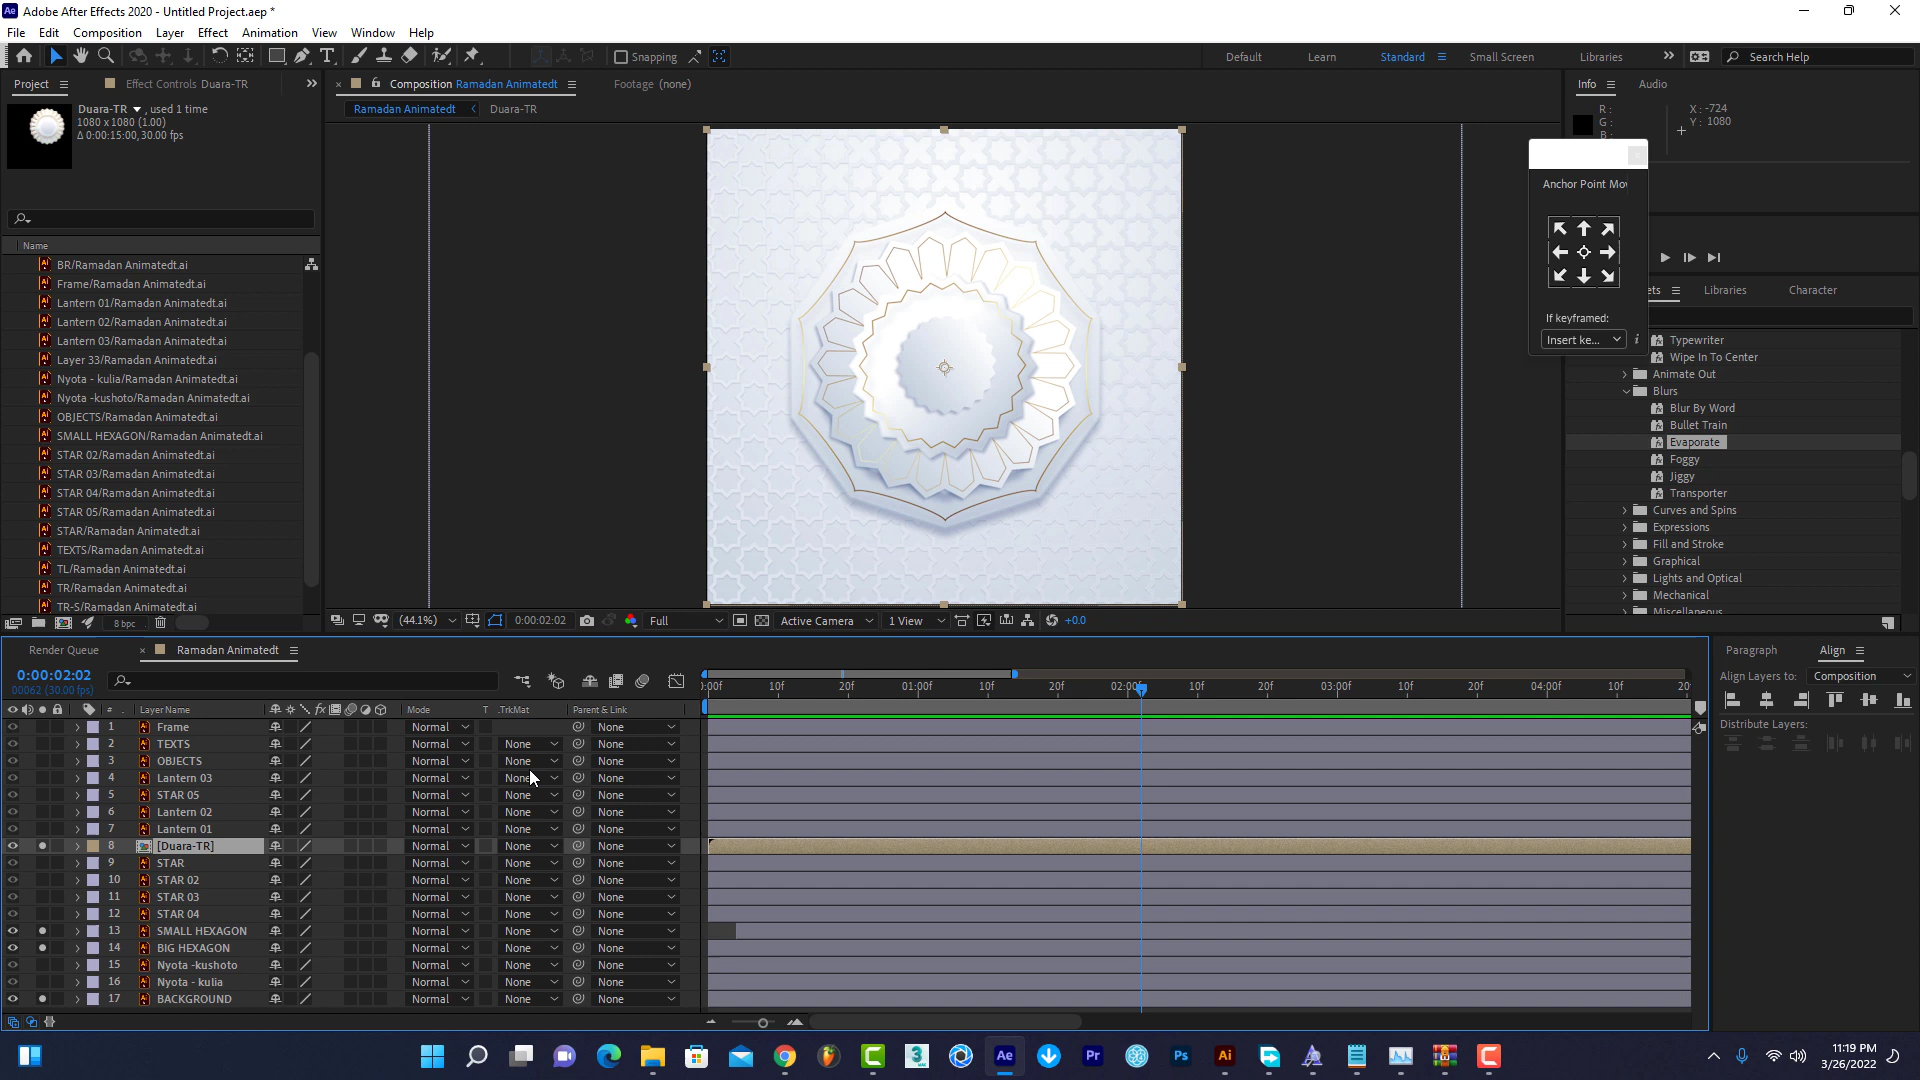 Adobe After Effects 2020 - Untitled Project.aep *
File Edit Composition Layer Effect Animation View Window Help
Snapping
Default Learn Standard Small Screen Libraries Search Help
Project Effect Controls Duara-TR Composition Ramadan Animatedt Footage (none) Info Audio
Duara-TR , used 1 time
1080 x 1080 (1.00)
Δ 0:00:15:00, 30.00 fps
Ramadan Animatedt Duara-TR
R :
G :
B :
X : -724
Y : 1080
Anchor Point Mov
If keyframed:
Insert ke...
Name
BR/Ramadan Animatedt.ai
Frame/Ramadan Animatedt.ai
Lantern 01/Ramadan Animatedt.ai
Lantern 02/Ramadan Animatedt.ai
Lantern 03/Ramadan Animatedt.ai
Layer 33/Ramadan Animatedt.ai
Nyota - kulia/Ramadan Animatedt.ai
Nyota -kushoto/Ramadan Animatedt.ai
OBJECTS/Ramadan Animatedt.ai
SMALL HEXAGON/Ramadan Animatedt.ai
STAR 02/Ramadan Animatedt.ai
STAR 03/Ramadan Animatedt.ai
STAR 04/Ramadan Animatedt.ai
STAR 05/Ramadan Animatedt.ai
STAR/Ramadan Animatedt.ai
TEXTS/Ramadan Animatedt.ai
TL/Ramadan Animatedt.ai
TR/Ramadan Animatedt.ai
TR-S/Ramadan Animatedt.ai
8 bpc
Libraries Character
Typewriter
Wipe In To Center
Animate Out
Blurs
Blur By Word
Bullet Train
Evaporate
Foggy
Jiggy
Transporter
Curves and Spins
Expressions
Fill and Stroke
Graphical
Lights and Optical
Mechanical
Miscellaneous
(44.1%) 0:00:02:02 Full Active Camera 1 View +0.0
Render Queue Ramadan Animatedt
0:00:02:02
00062 (30.00 fps)
:00f 10f 20f 01:00f 10f 20f 02:00f 10f 20f 03:00f 10f 20f 04:00f 10f 20
# Layer Name Mode T .TrkMat Parent & Link
1 Frame Normal None
2 TEXTS Normal None None
3 OBJECTS Normal None None
4 Lantern 03 Normal None None
5 STAR 05 Normal None None
6 Lantern 02 Normal None None
7 Lantern 01 Normal None None
8 [Duara-TR] Normal None None
9 STAR Normal None None
10 STAR 02 Normal None None
11 STAR 03 Normal None None
12 STAR 04 Normal None None
13 SMALL HEXAGON Normal None None
14 BIG HEXAGON Normal None None
15 Nyota -kushoto Normal None None
16 Nyota - kulia Normal None None
17 BACKGROUND Normal None None
Paragraph Align
Align Layers to: Composition
Distribute Layers:
11:19 PM
3/26/2022